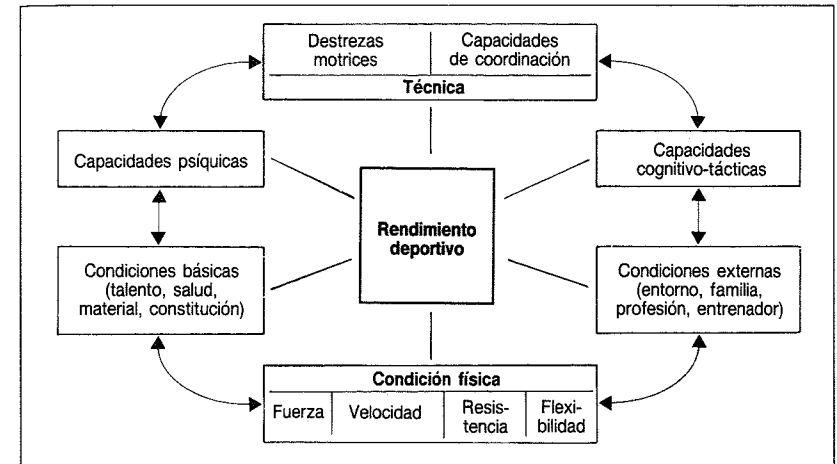 Destrezas
motrices
Capacidades
de coordinación
Técnica
Capacidades psíquicas
Capacidades
cognitivo-tácticas
Rendimiento
deportivo
Condiciones básicas
(talento, salud,
material, constitución)
Condiciones externas
(entorno, familia,
profesión, entrenador)
Condición física
Fuerza
Velocidad
Resis-
tencia
Flexi-
bilidad